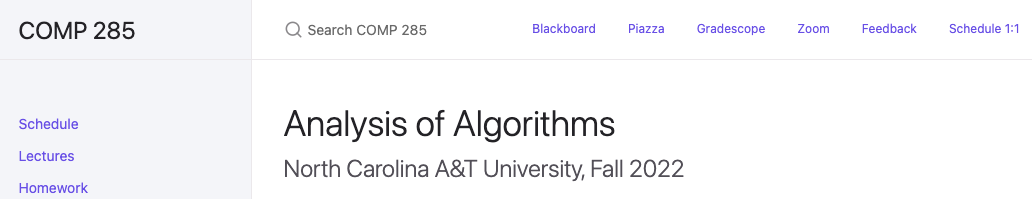 COMP 285
Search COMP 285
Blackboard Piazza Gradescope Zoom Feedback Schedule 1:1
Schedule
Lectures
Homework
Analysis of Algorithms
North Carolina A&T University, Fall 2022